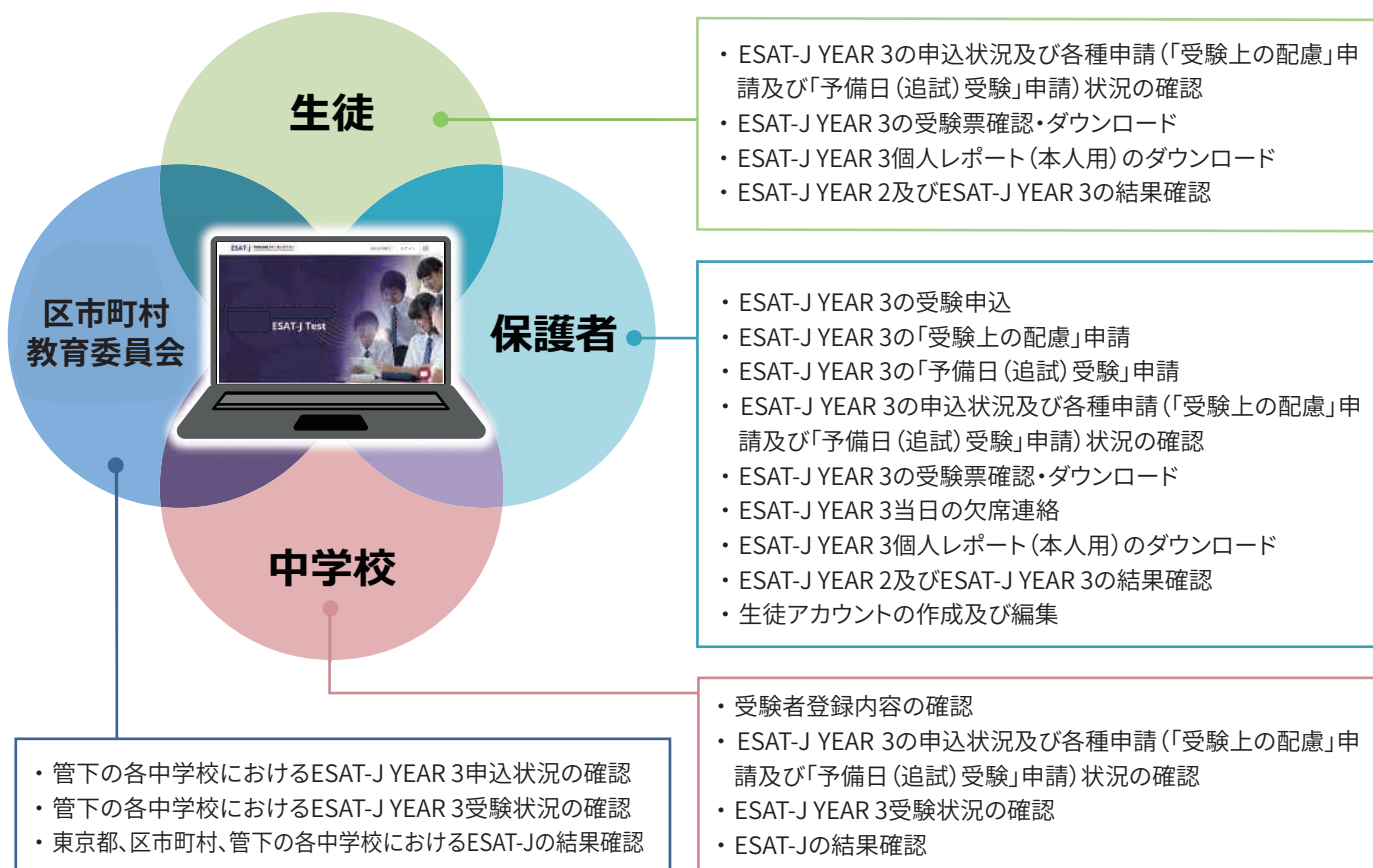 生徒
・ESAT-J YEAR 3の申込状況及び各種申請（「受験上の配慮」申
請及び「予備日（追試）受験」申請）状況の確認
・ESAT-J YEAR 3の受験票確認・ダウンロード
・ESAT-J YEAR 3個人レポート（本人用）のダウンロード
・ESAT-J YEAR 2及びESAT-J YEAR 3の結果確認
保護者
・ESAT-J YEAR 3の受験申込
・ESAT-J YEAR 3の「受験上の配慮」申請
・ESAT-J YEAR 3の「予備日（追試）受験」申請
・ESAT-J YEAR 3の申込状況及び各種申請（「受験上の配慮」申
請及び「予備日（追試）受験」申請）状況の確認
・ESAT-J YEAR 3の受験票確認・ダウンロード
・ESAT-J YEAR 3当日の欠席連絡
・ESAT-J YEAR 3個人レポート（本人用）のダウンロード
・ESAT-J YEAR 2及びESAT-J YEAR 3の結果確認
・生徒アカウントの作成及び編集
区市町村
教育委員会
ESAT-J
ログイン
ESAT-J Test
中学校
・受験者登録内容の確認
・ESAT-J YEAR 3の申込状況及び各種申請（「受験上の配慮」申
請及び「予備日（追試）受験」申請）状況の確認
・ESAT-J YEAR 3受験状況の確認
・ESAT-Jの結果確認
・管下の各中学校におけるESAT-J YEAR 3申込状況の確認
・管下の各中学校におけるESAT-J YEAR 3受験状況の確認
・東京都、区市町村、管下の各中学校におけるESAT-Jの結果確認